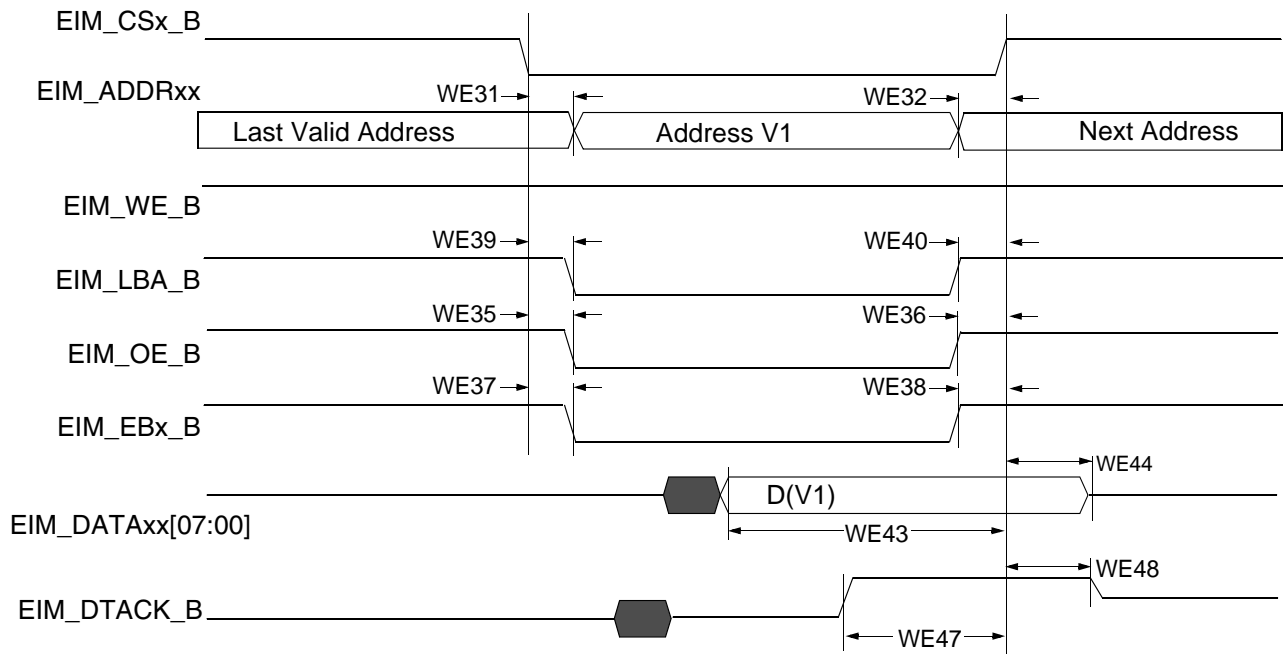 EIM_CSx_B
EIM_ADDRxx
WE31
WE32
Last Valid Address
Address V1
Next Address
EIM_WE_B
WE39
WE40
EIM_LBA_B
WE35
WE36
EIM_OE_B
WE37
WE38
EIM_EBx_B
WE44
D(V1)
EIM_DATAxx[07:00]
WE43
WE48
EIM_DTACK_B
WE47